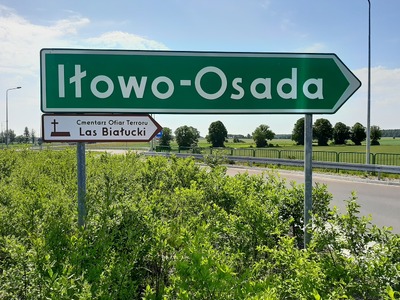 Iłowo-Osada
Cmentarz Ofiar Terroru
Las Białucki